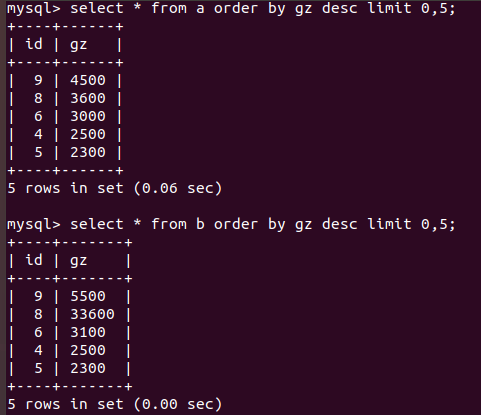 mysql> select * from a order by gz desc limit 0,5;
+----+------+
| id | gz   |
+----+------+
|  9 | 4500 |
|  8 | 3600 |
|  6 | 3000 |
|  4 | 2500 |
|  5 | 2300 |
+----+------+
5 rows in set (0.06 sec)
mysql> select * from b order by gz desc limit 0,5;
+----+-------+
| id | gz    |
+----+-------+
|  9 | 5500  |
|  8 | 33600 |
|  6 | 3100  |
|  4 | 2500  |
|  5 | 2300  |
+----+-------+
5 rows in set (0.00 sec)